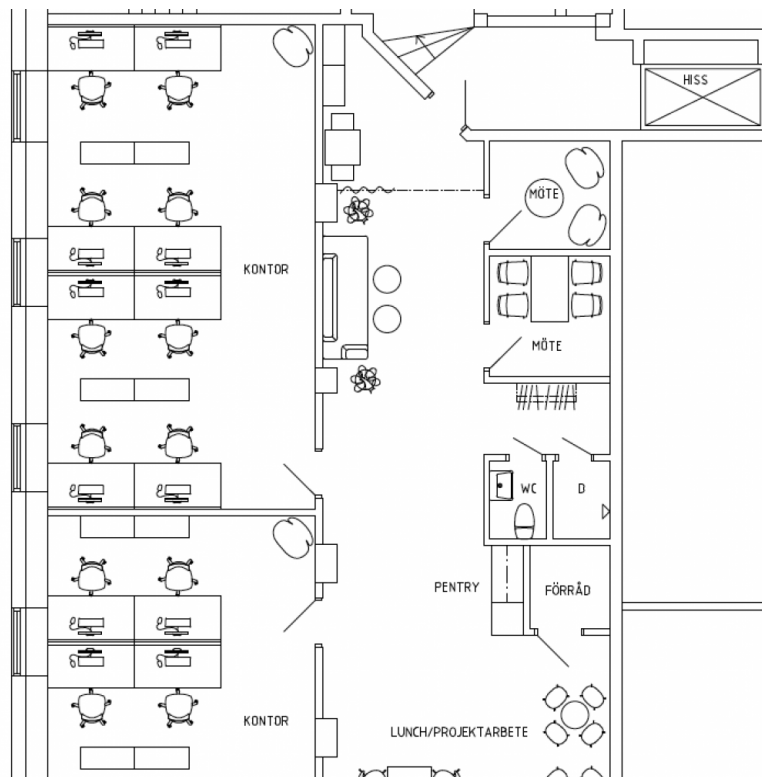 HISS
MÖTE
KONTOR
MÖTE
WC
D
PENTRY
FÖRRÅD
KONTOR
LUNCH/PROJEKTARBETE